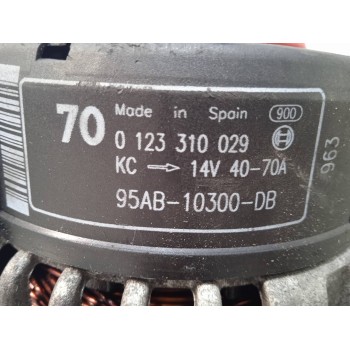 70 Made in Spain 900
0 123 310 029
KC → 14V 40-70A
95AB-10300-DB
963